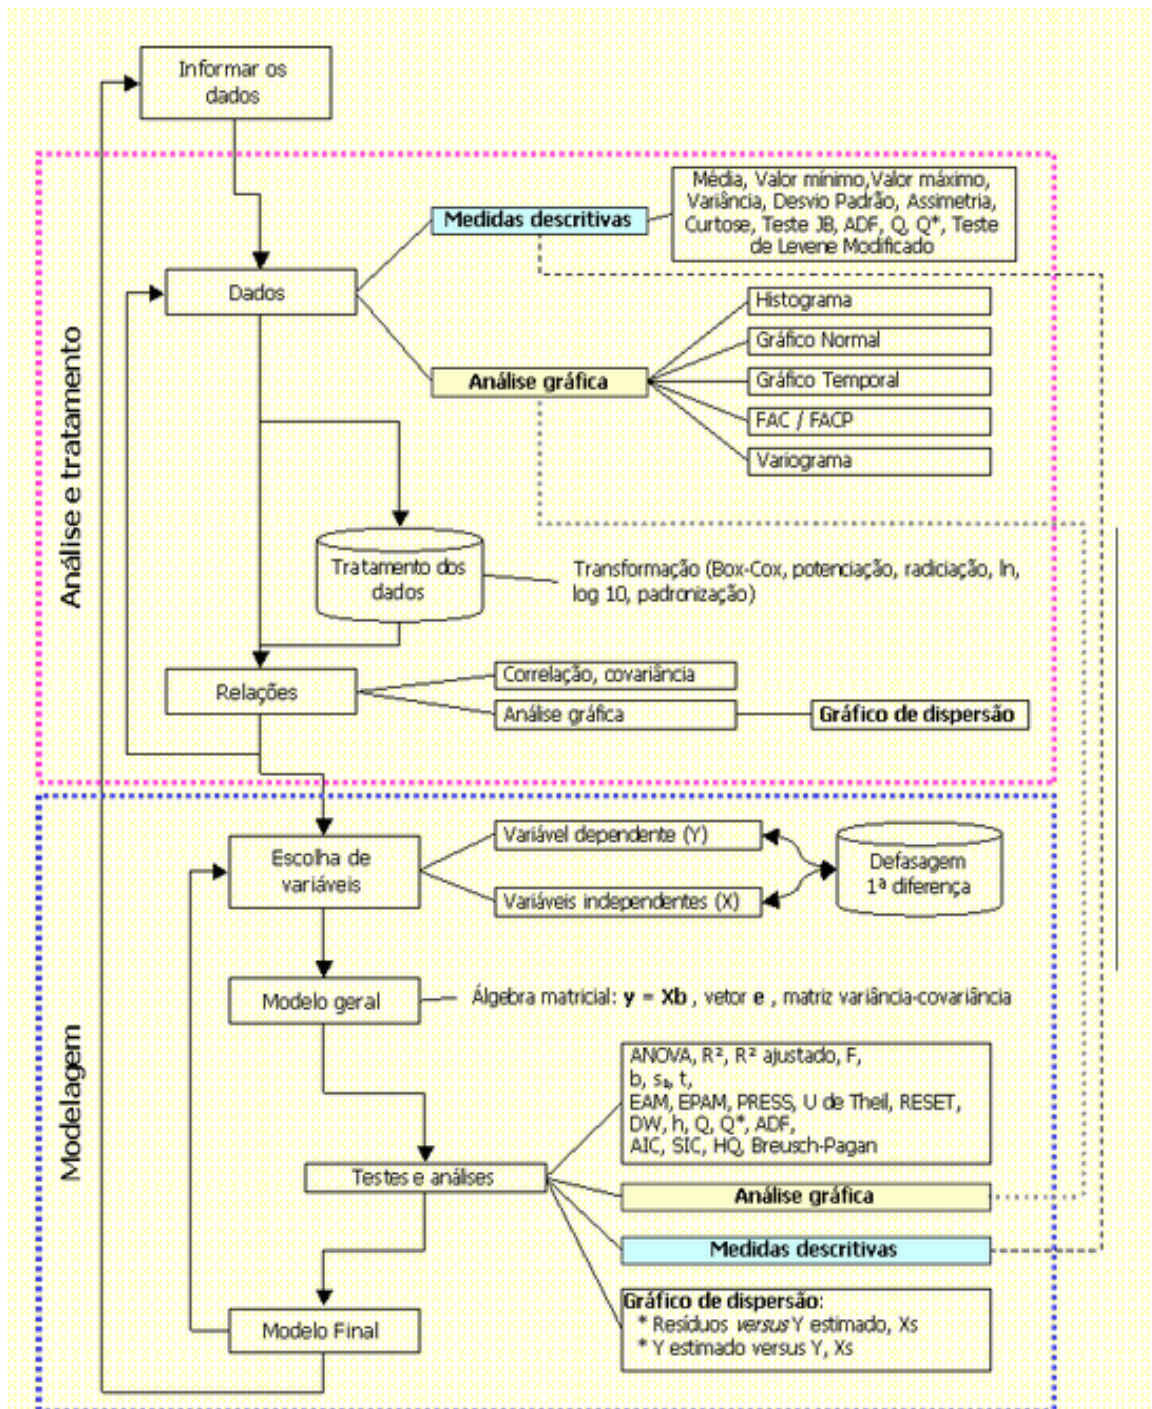 Informar os
dados
Análise e tratamento
Média, Valor mínimo,Valor máximo,
Variância, Desvio Padrão, Assimetria,
Curtose, Teste JB, ADF, Q, Q*, Teste
de Levene Modificado
Medidas descritivas
Dados
Histograma
Gráfico Normal
Análise gráfica
Gráfico Temporal
FAC / FACP
Variograma
Tratamento dos
dados
Transformação (Box-Cox, potenciação, radiciação, ln,
log 10, padronização)
Relações
Correlação, covariância
Análise gráfica
Gráfico de dispersão
Modelagem
Escolha de
variáveis
Variável dependente (Y)
Variáveis independentes (X)
Defasagem
1ª diferença
Modelo geral
Álgebra matricial: y = Xb , vetor e , matriz variância-covariância
ANOVA, R², R² ajustado, F,
b, t,
EAM, EPAM, PRESS, U de Theil, RESET,
DW, h, Q, Q*, ADF,
AIC, SIC, HQ, Breusch-Pagan
Testes e análises
Análise gráfica
Medidas descritivas
Gráfico de dispersão:
* Resíduos versus Y estimado, Xs
* Y estimado versus Y, Xs
Modelo Final